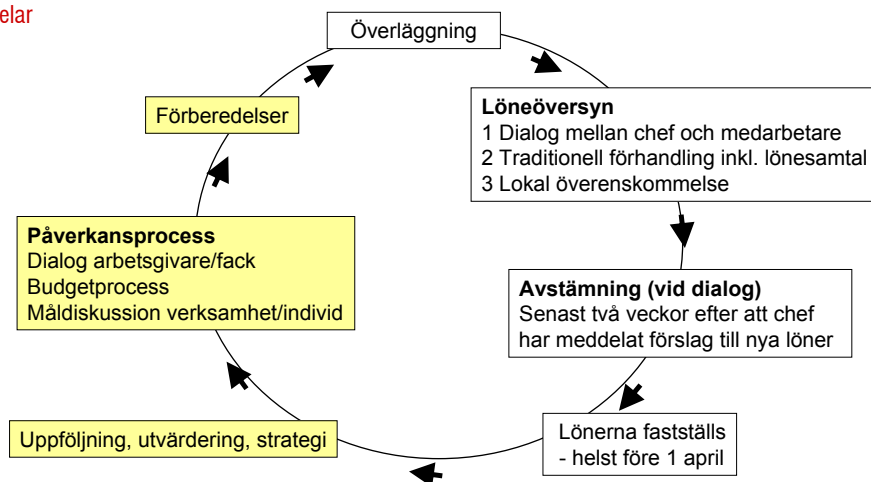 elar
Överläggning
Löneöversyn
1 Dialog mellan chef och medarbetare
2 Traditionell förhandling inkl. lönesamtal
3 Lokal överenskommelse
Avstämning (vid dialog)
Senast två veckor efter att chef
har meddelat förslag till nya löner
Lönerna fastställs
- helst före 1 april
Uppföljning, utvärdering, strategi
Påverkansprocess
Dialog arbetsgivare/fack
Budgetprocess
Måldiskussion verksamhet/individ
Förberedelser